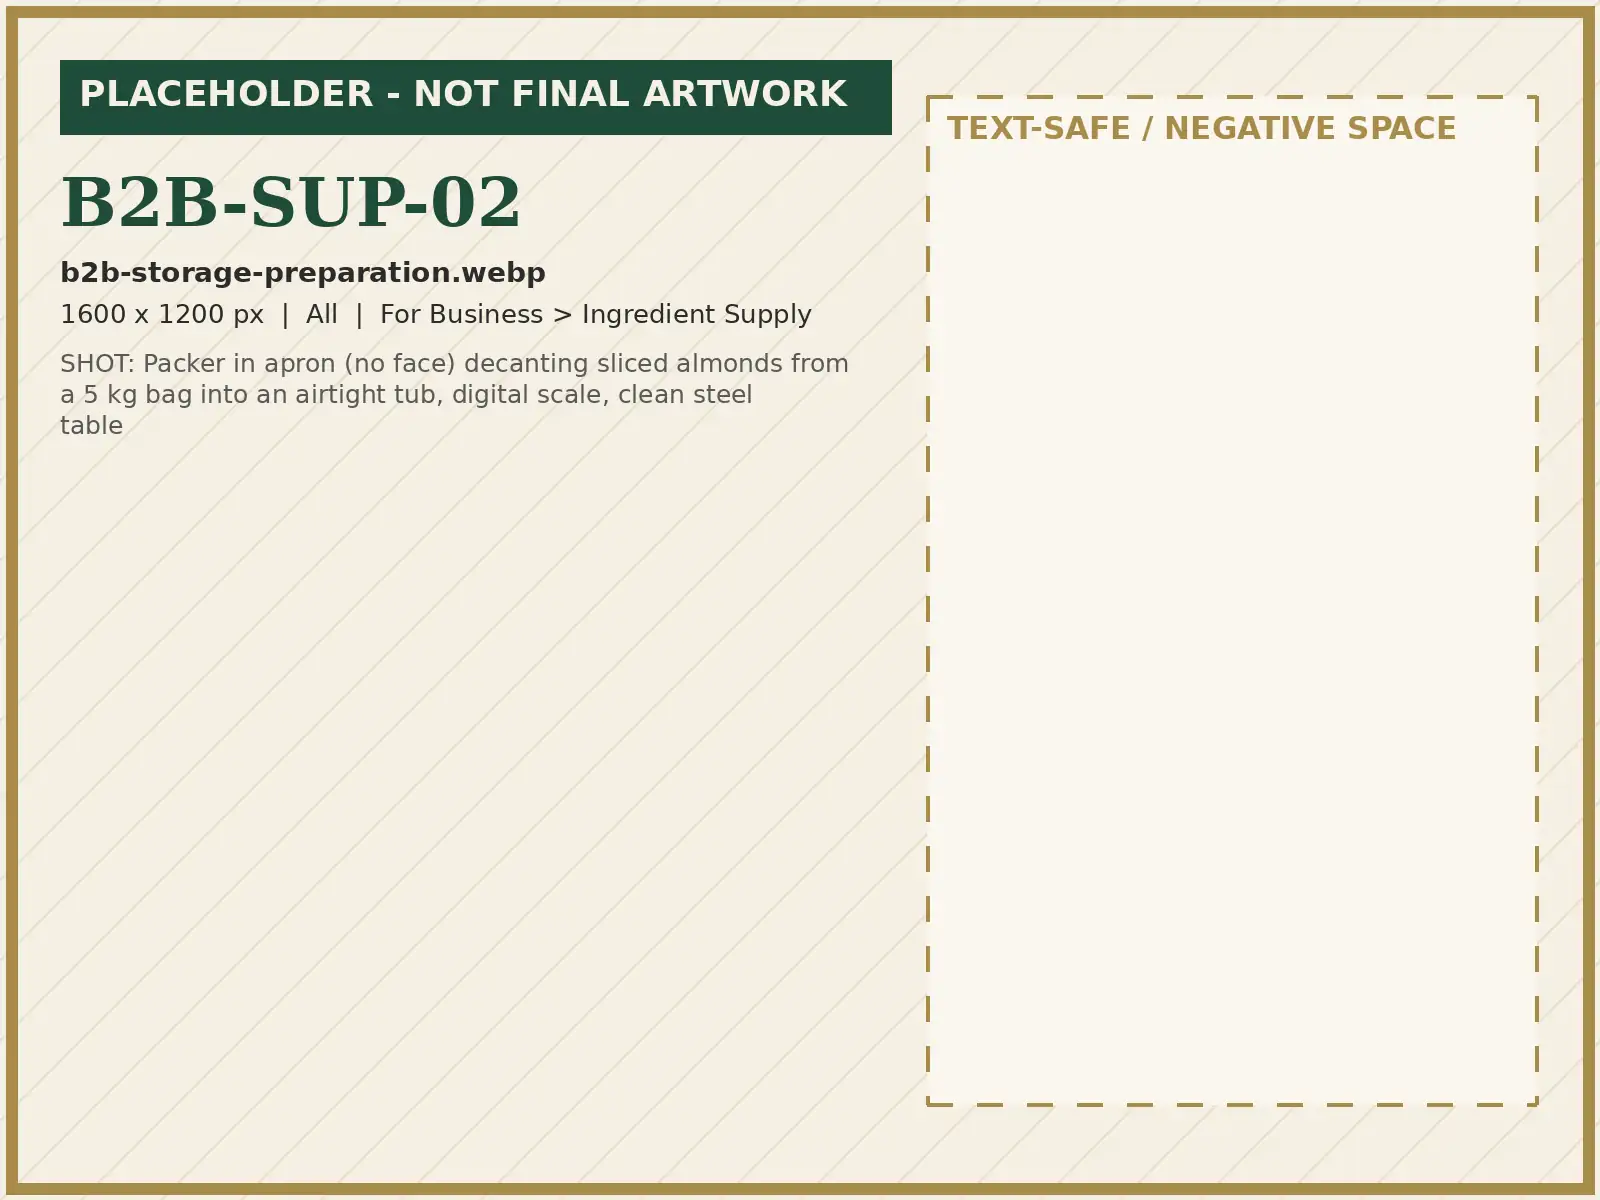 PLACEHOLDER - NOT FINAL ARTWORK
B2B-SUP-02
b2b-storage-preparation.webp
1600 x 1200 px | All | For Business > Ingredient Supply
SHOT: Packer in apron (no face) decanting sliced almonds from
a 5 kg bag into an airtight tub, digital scale, clean steel
table
TEXT-SAFE / NEGATIVE SPACE